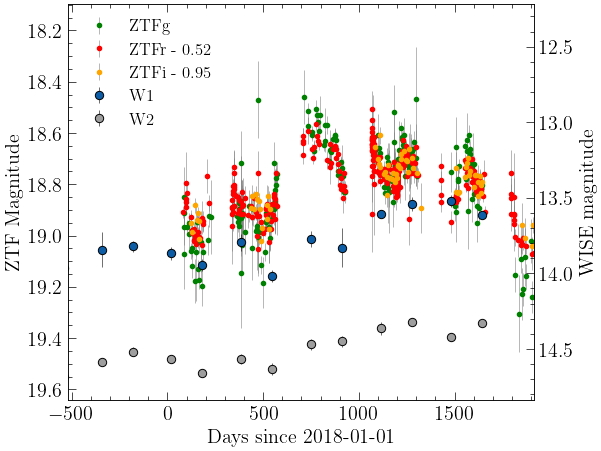 ZTFg
ZTFr - 0.52
ZTFi - 0.95
W1
W2
ZTF Magnitude
18.2
18.4
18.6
18.8
19.0
19.2
19.4
19.6
WISE magnitude
12.5
13.0
13.5
14.0
14.5
−500
0
500
1000
1500
Days since 2018-01-01